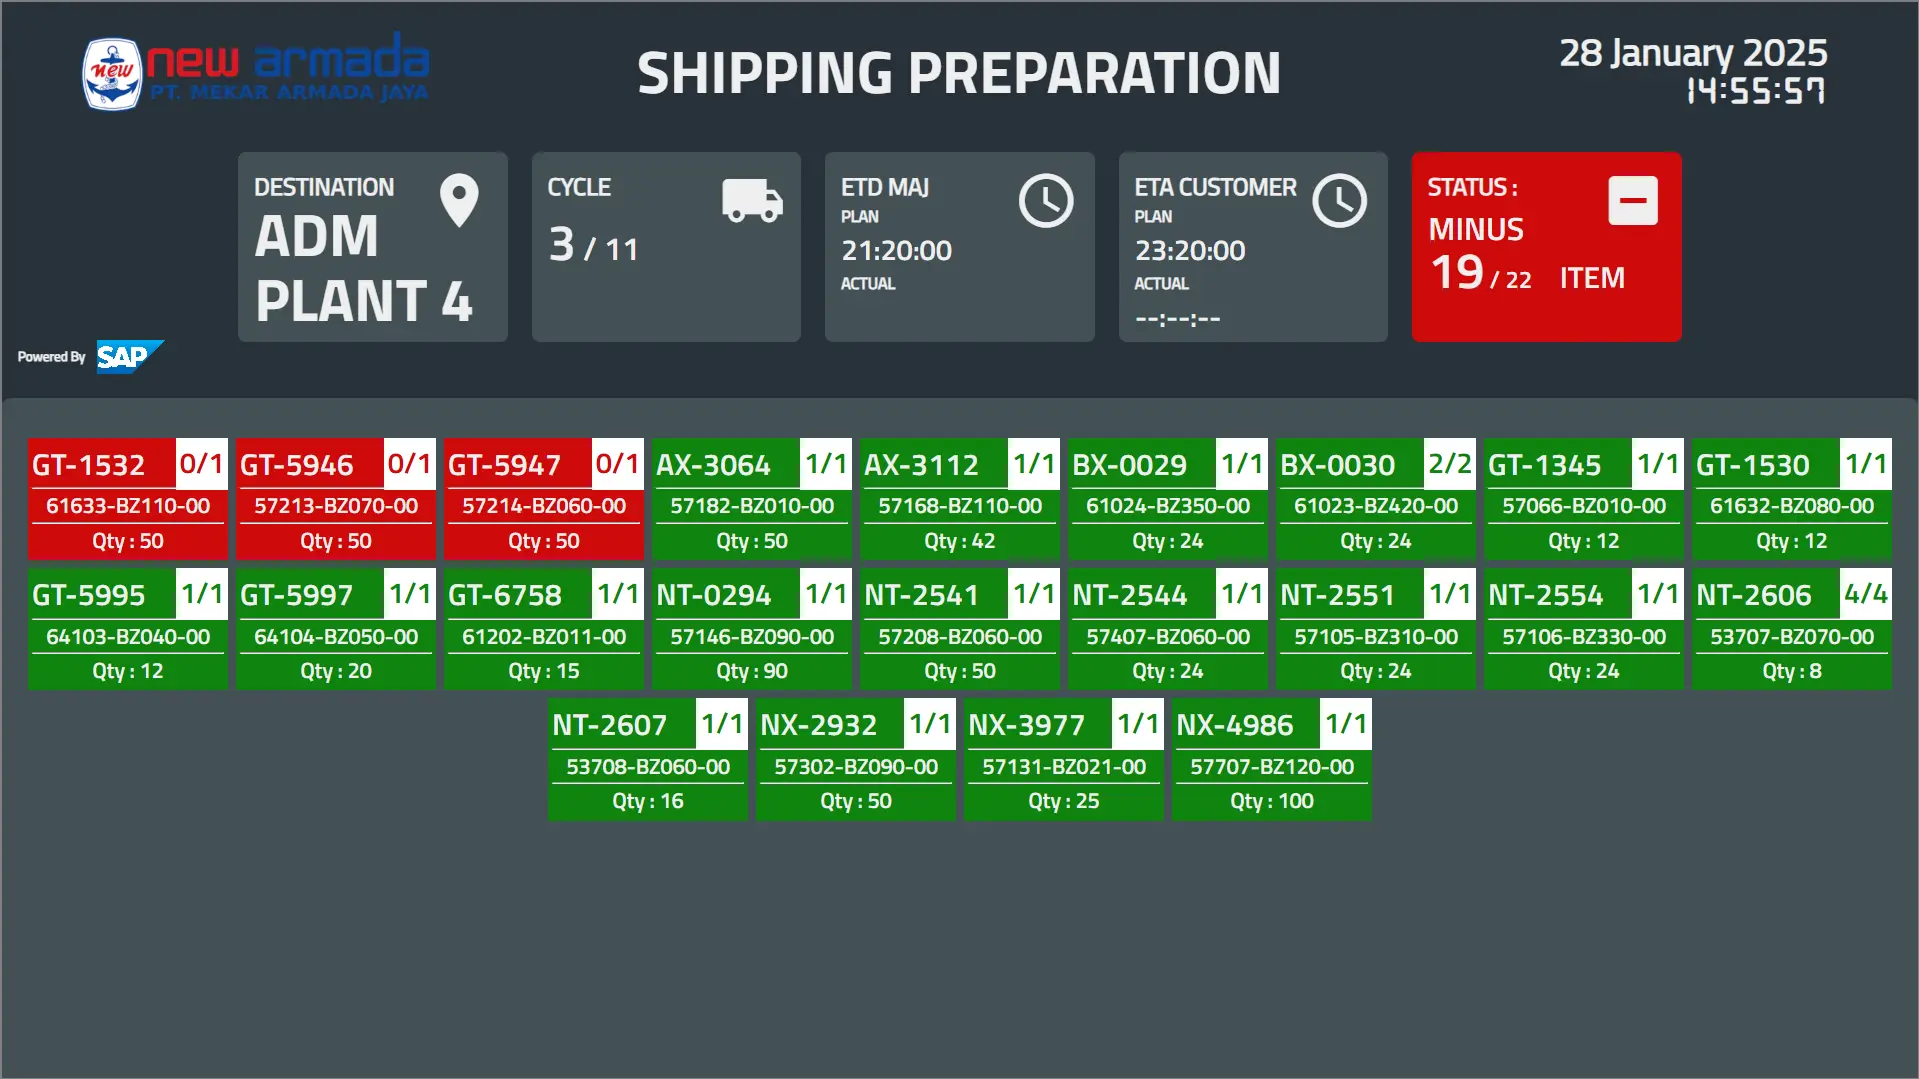 new armada
new
PT. MEKAR ARMADA JAYA
SHIPPING PREPARATION
28 January 2025
14:55:57
DESTINATION
ADM
PLANT 4
CYCLE
3 / 11
ETD MAJ
PLAN
21:20:00
ACTUAL
ETA CUSTOMER
PLAN
23:20:00
ACTUAL
--:--:--
STATUS :
MINUS
19 / 22 ITEM
Powered By SAP
GT-1532 0/1
61633-BZ110-00
Qty : 50
GT-5946 0/1
57213-BZ070-00
Qty : 50
GT-5947 0/1
57214-BZ060-00
Qty : 50
AX-3064 1/1
57182-BZ010-00
Qty : 50
AX-3112 1/1
57168-BZ110-00
Qty : 42
BX-0029 1/1
61024-BZ350-00
Qty : 24
BX-0030 2/2
61023-BZ420-00
Qty : 24
GT-1345 1/1
57066-BZ010-00
Qty : 12
GT-1530 1/1
61632-BZ080-00
Qty : 12
GT-5995 1/1
64103-BZ040-00
Qty : 12
GT-5997 1/1
64104-BZ050-00
Qty : 20
GT-6758 1/1
61202-BZ011-00
Qty : 15
NT-0294 1/1
57146-BZ090-00
Qty : 90
NT-2541 1/1
57208-BZ060-00
Qty : 50
NT-2544 1/1
57407-BZ060-00
Qty : 24
NT-2551 1/1
57105-BZ310-00
Qty : 24
NT-2554 1/1
57106-BZ330-00
Qty : 24
NT-2606 4/4
53707-BZ070-00
Qty : 8
NT-2607 1/1
53708-BZ060-00
Qty : 16
NX-2932 1/1
57302-BZ090-00
Qty : 50
NX-3977 1/1
57131-BZ021-00
Qty : 25
NX-4986 1/1
57707-BZ120-00
Qty : 100